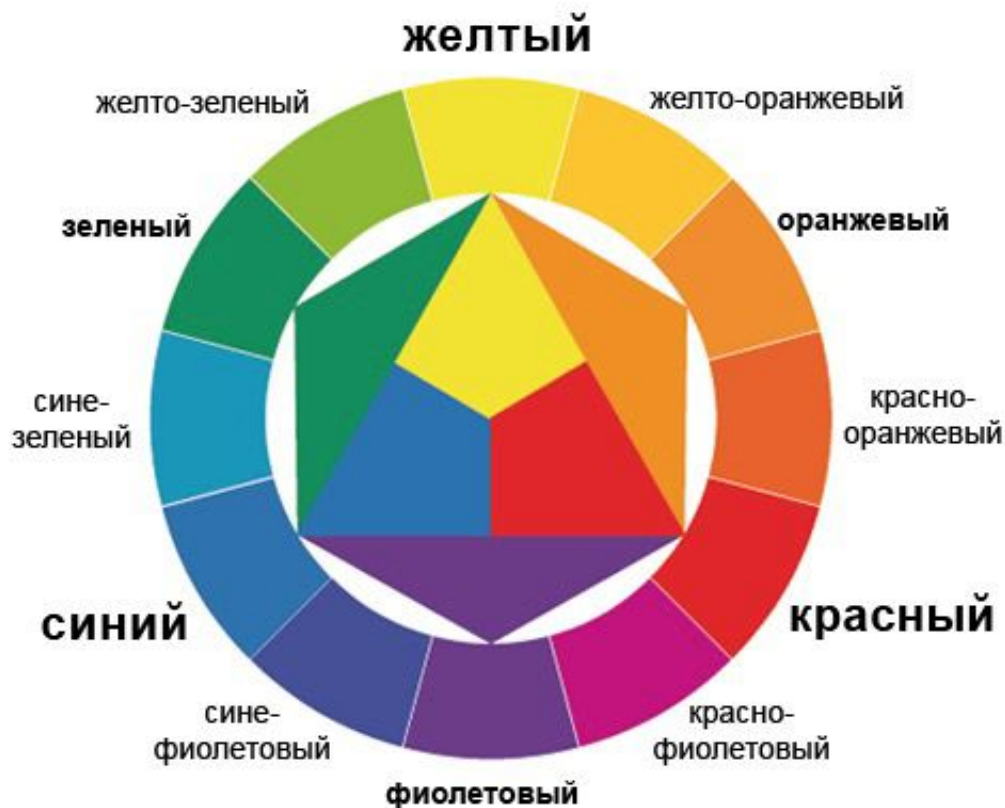 желтый
желто-зеленый
желто-оранжевый
зеленый
оранжевый
сине-
зеленый
красно-
оранжевый
синий
красный
сине-
фиолетовый
красно-
фиолетовый
фиолетовый